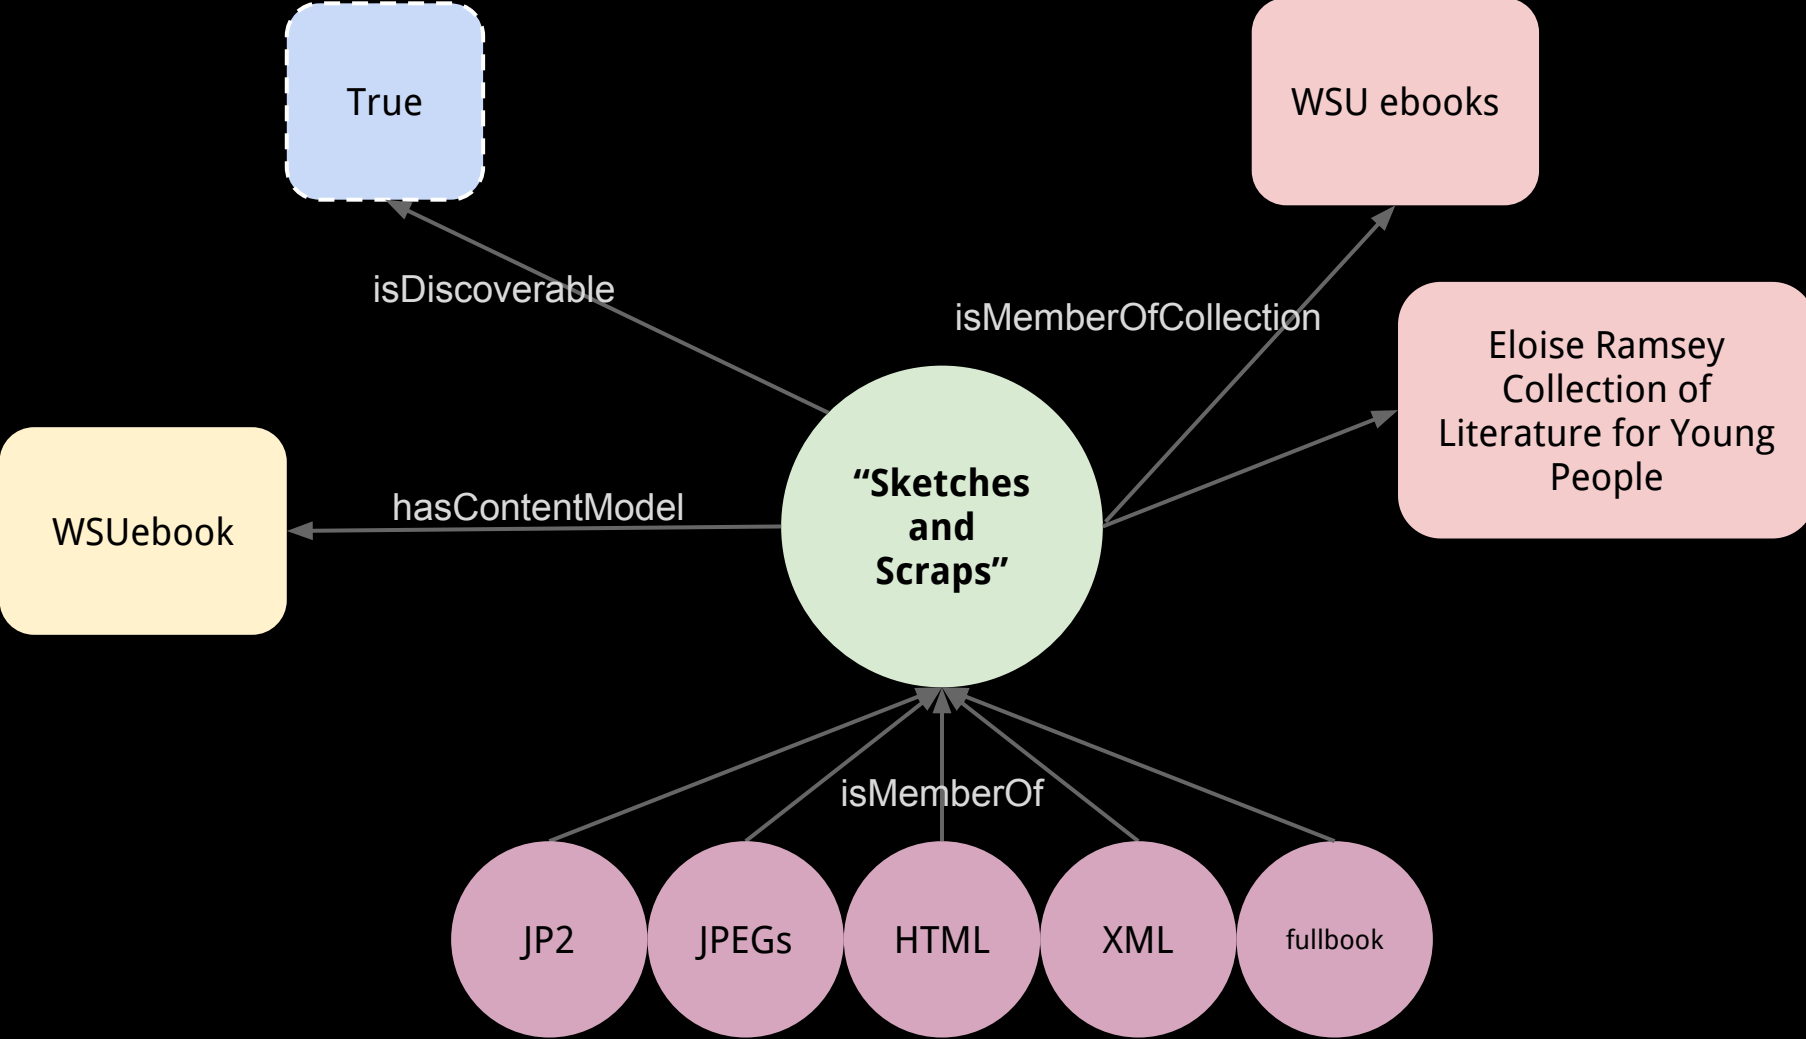 True
WSU ebooks
isDiscoverable
isMemberOfCollection
Eloise Ramsey
Collection of
Literature for Young
People
WSUebook
hasContentModel
“Sketches
and
Scraps”
isMemberOf
JP2
JPEGs
HTML
XML
fullbook